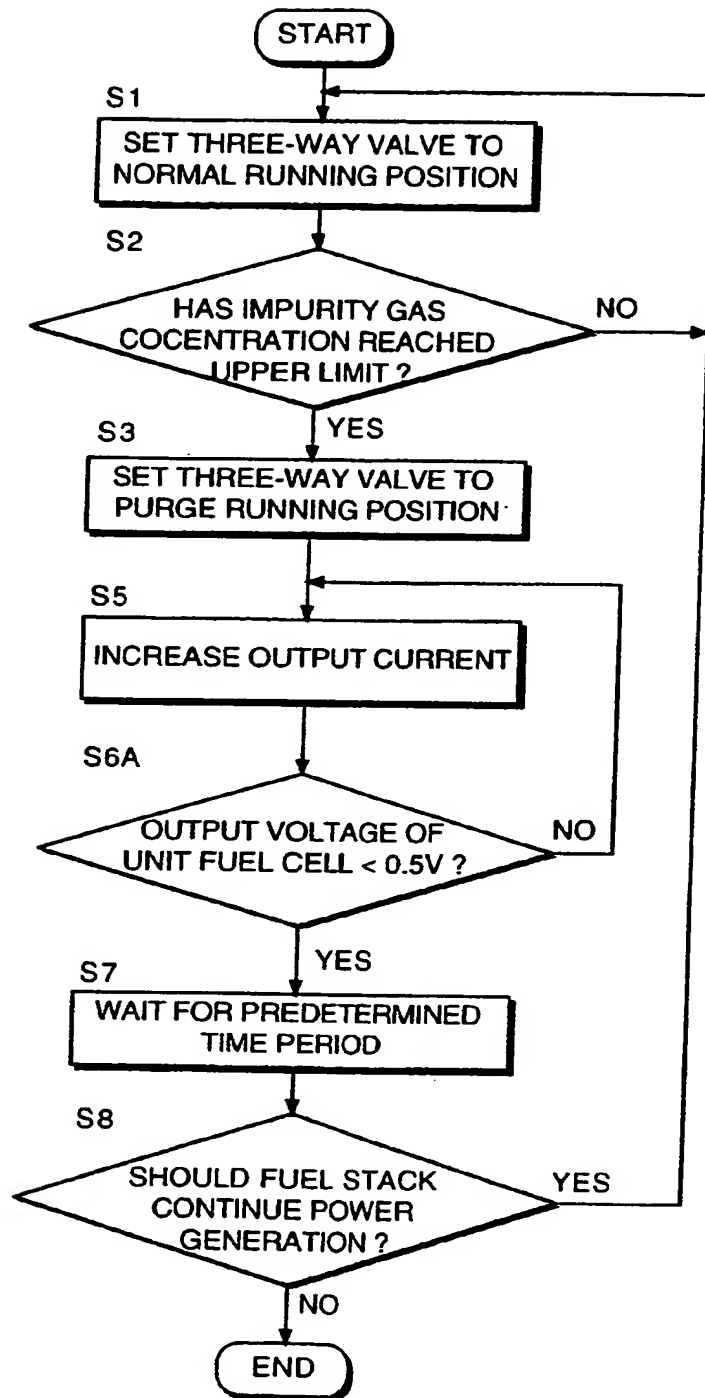 START
S1
SET THREE-WAY VALVE TO
NORMAL RUNNING POSITION
S2
HAS IMPURITY GAS
COCENTRATION REACHED
UPPER LIMIT ?
NO
YES
S3
SET THREE-WAY VALVE TO
PURGE RUNNING POSITION
S5
INCREASE OUTPUT CURRENT
S6A
OUTPUT VOLTAGE OF
UNIT FUEL CELL < 0.5V ?
NO
YES
S7
WAIT FOR PREDETERMINED
TIME PERIOD
S8
SHOULD FUEL STACK
CONTINUE POWER
GENERATION ?
YES
NO
END